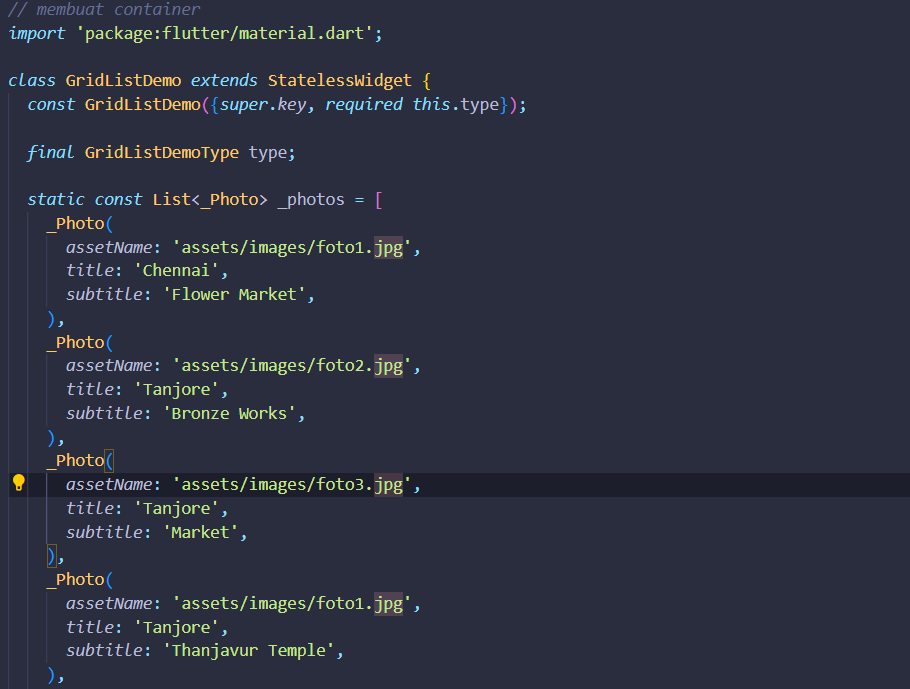 // membuat container
import 'package:flutter/material.dart';

class GridListDemo extends StatelessWidget {
  const GridListDemo({super.key, required this.type});

  final GridListDemoType type;

  static const List<_Photo> _photos = [
    _Photo(
      assetName: 'assets/images/foto1.jpg',
      title: 'Chennai',
      subtitle: 'Flower Market',
    ),
    _Photo(
      assetName: 'assets/images/foto2.jpg',
      title: 'Tanjore',
      subtitle: 'Bronze Works',
    ),
    _Photo(
      assetName: 'assets/images/foto3.jpg',
      title: 'Tanjore',
      subtitle: 'Market',
    ),
    _Photo(
      assetName: 'assets/images/foto1.jpg',
      title: 'Tanjore',
      subtitle: 'Thanjavur Temple',
    ),